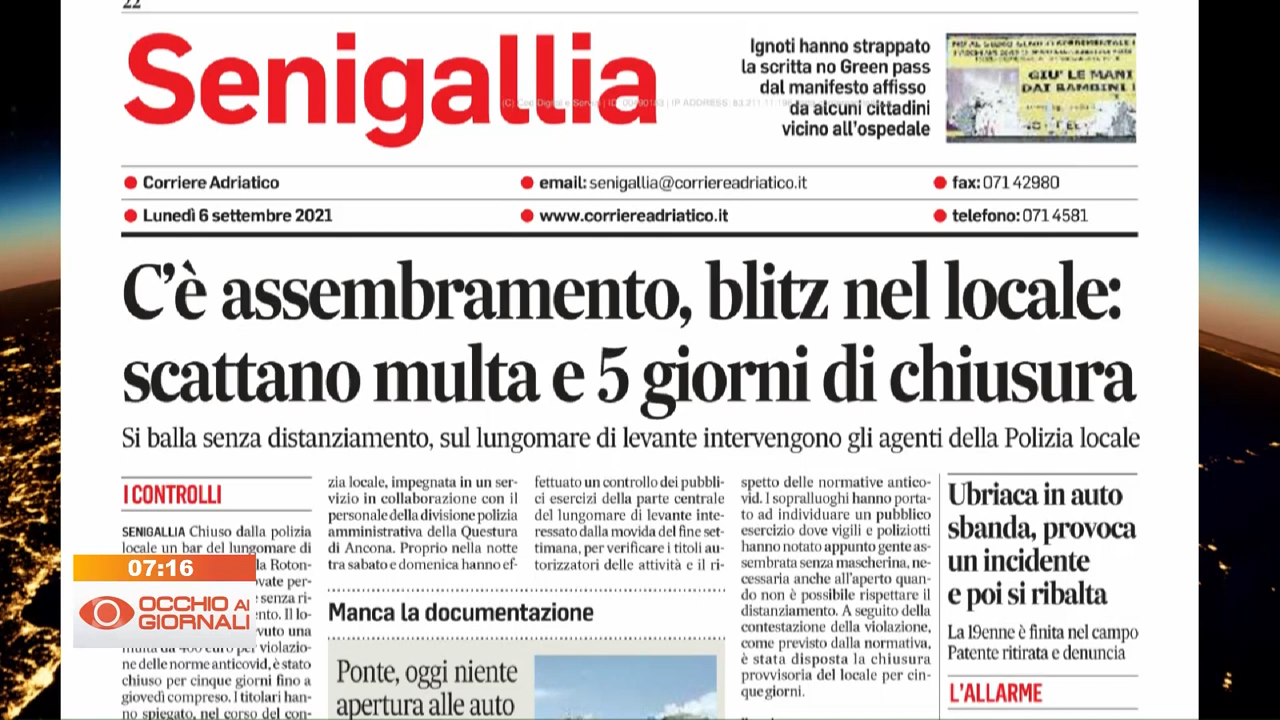 22
Senigallia
Ignoti hanno strappato
la scritta no Green pass
dal manifesto affisso
da alcuni cittadini
vicino all'ospedale
GIU' LE MANI
DAI BAMBINI
Corriere Adriatico
email: senigallia@corriereadriatico.it
fax: 071 42980
Lunedì 6 settembre 2021
www.corriereadriatico.it
telefono: 071 4581
C'è assembramento, blitz nel locale:
scattano multa e 5 giorni di chiusura
Si balla senza distanziamento, sul lungomare di levante intervengono gli agenti della Polizia locale
I CONTROLLI
SENIGALLIA Chiuso dalla polizia
locale un bar del lungomare di
la Roton-
vate per-
senza ri-
nto. Il lo-
vuto una
multa da 400 euro per violazio-
ne delle norme anticovid, è stato
chiuso per cinque giorni fino a
giovedì compreso. I titolari han-
no spiegato, nel corso del con-
zia locale, impegnata in un ser-
vizio in collaborazione con il
personale della divisione polizia
amministrativa della Questura
di Ancona. Proprio nella notte
tra sabato e domenica hanno ef-
fettuato un controllo dei pubbli-
ci esercizi della parte centrale
del lungomare di levante inte-
ressato dalla movida del fine set-
timana, per verificare i titoli au-
torizzatori delle attività e il ri-
spetto delle normative antico-
vid. I sopralluoghi hanno porta-
to ad individuare un pubblico
esercizio dove vigili e poliziotti
hanno notato appunto gente as-
sembrata senza mascherina, ne-
cessaria anche all'aperto quan-
do non è possibile rispettare il
distanziamento. A seguito della
contestazione della violazione,
come previsto dalla normativa,
è stata disposta la chiusura
provvisoria del locale per cin-
que giorni.
Manca la documentazione
Ponte, oggi niente
apertura alle auto
Ubriaca in auto
sbanda, provoca
un incidente
e poi si ribalta
La 19enne è finita nel campo
Patente ritirata e denuncia
L'ALLARME
07:16
OCCHIO AI
GIORNALI